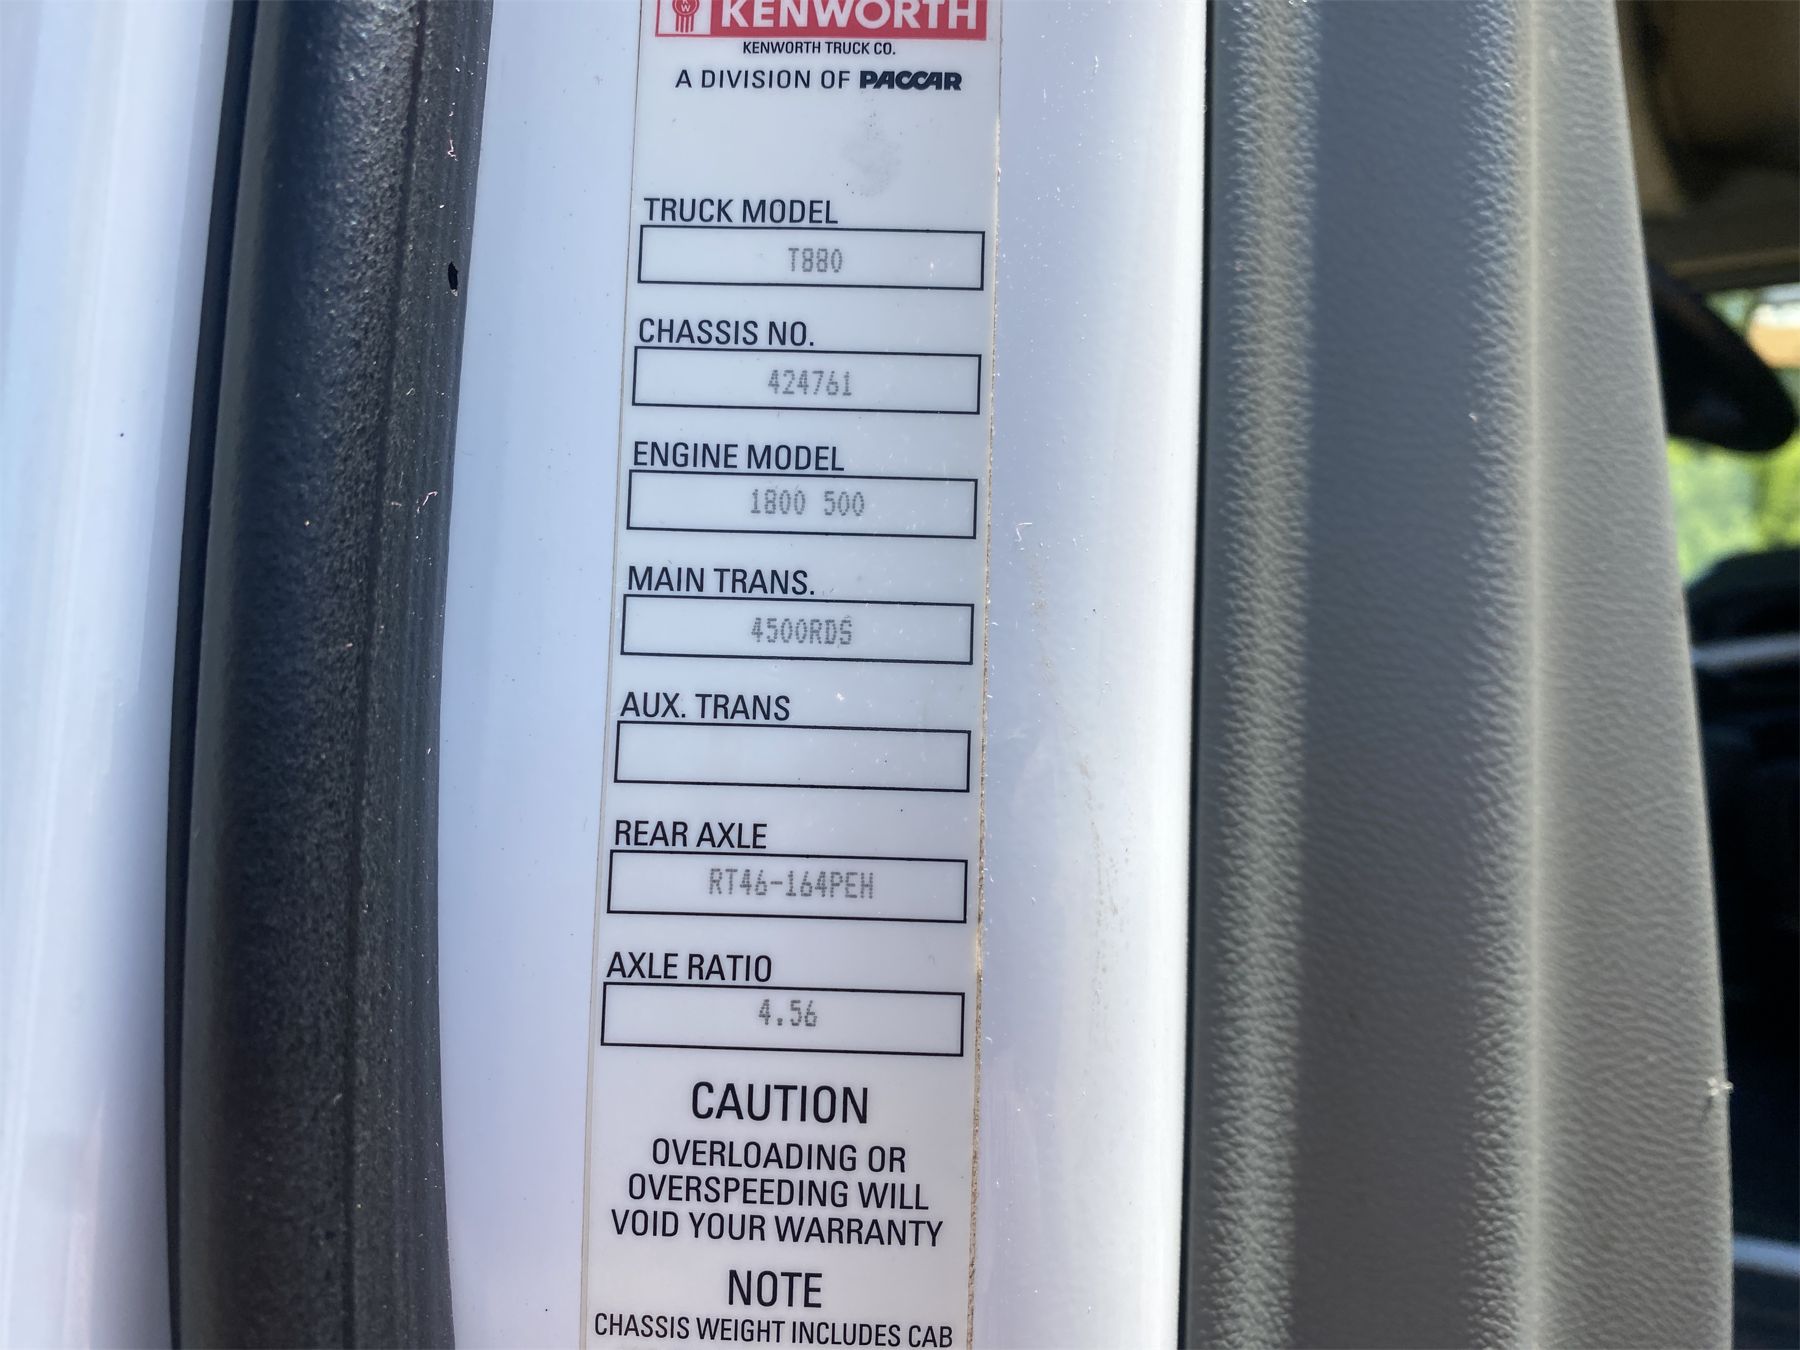 KENWORTH
KENWORTH TRUCK CO.
A DIVISION OF PACCAR
TRUCK MODEL
T880
CHASSIS NO.
424761
ENGINE MODEL
1800 500
MAIN TRANS.
4500RDS
AUX. TRANS
REAR AXLE
RT46-164PEH
AXLE RATIO
4.56
CAUTION
OVERLOADING OR
OVERSPEEDING WILL
VOID YOUR WARRANTY
NOTE
CHASSIS WEIGHT INCLUDES CAB